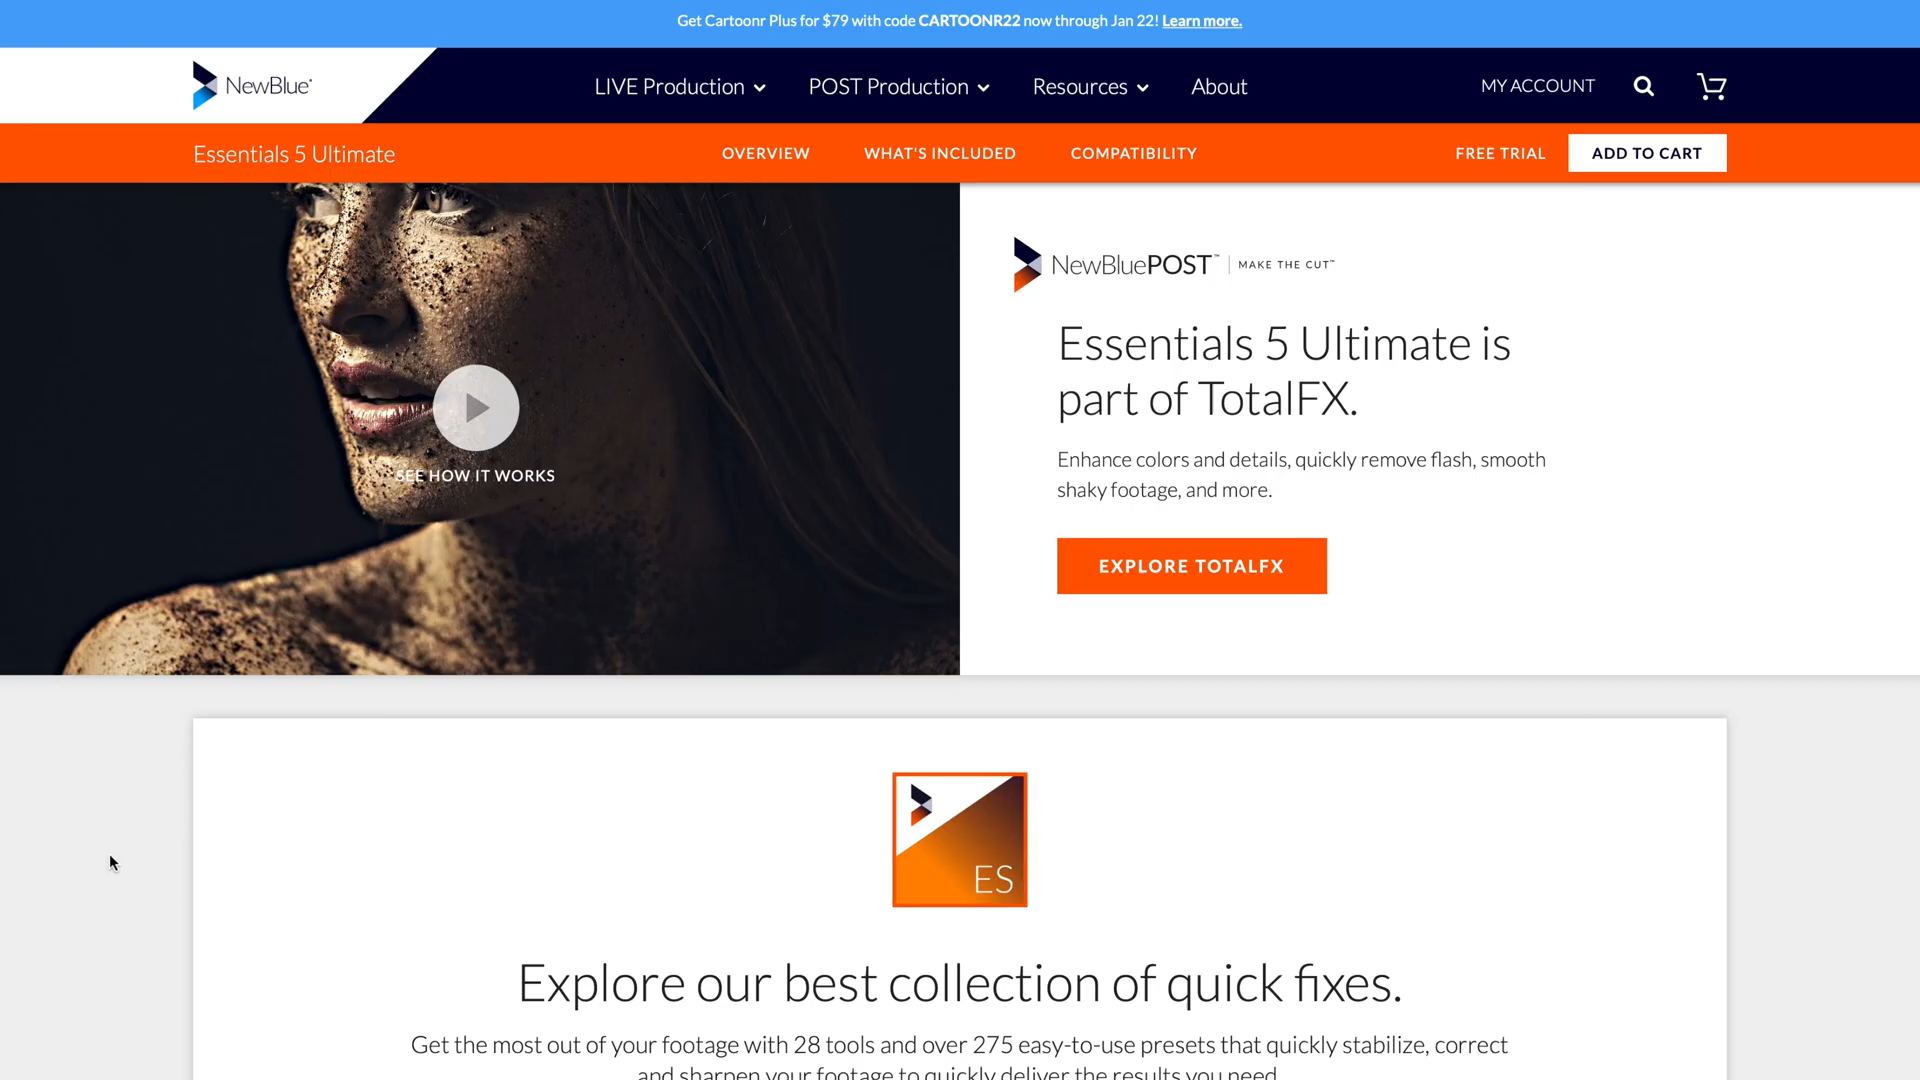 Get Cartoonr Plus for $79 with code CARTOONR22 now through Jan 22! Learn more.
NewBlue®
LIVE Production
POST Production
Resources
About
MY ACCOUNT
Essentials 5 Ultimate
OVERVIEW
WHAT'S INCLUDED
COMPATIBILITY
FREE TRIAL
ADD TO CART
SEE HOW IT WORKS
NewBluePOST™ | MAKE THE CUT™
Essentials 5 Ultimate is
part of TotalFX.
Enhance colors and details, quickly remove flash, smooth
shaky footage, and more.
EXPLORE TOTALFX
ES
Explore our best collection of quick fixes.
Get the most out of your footage with 28 tools and over 275 easy-to-use presets that quickly stabilize, correct
and sharpen your footage to quickly deliver the results you need.